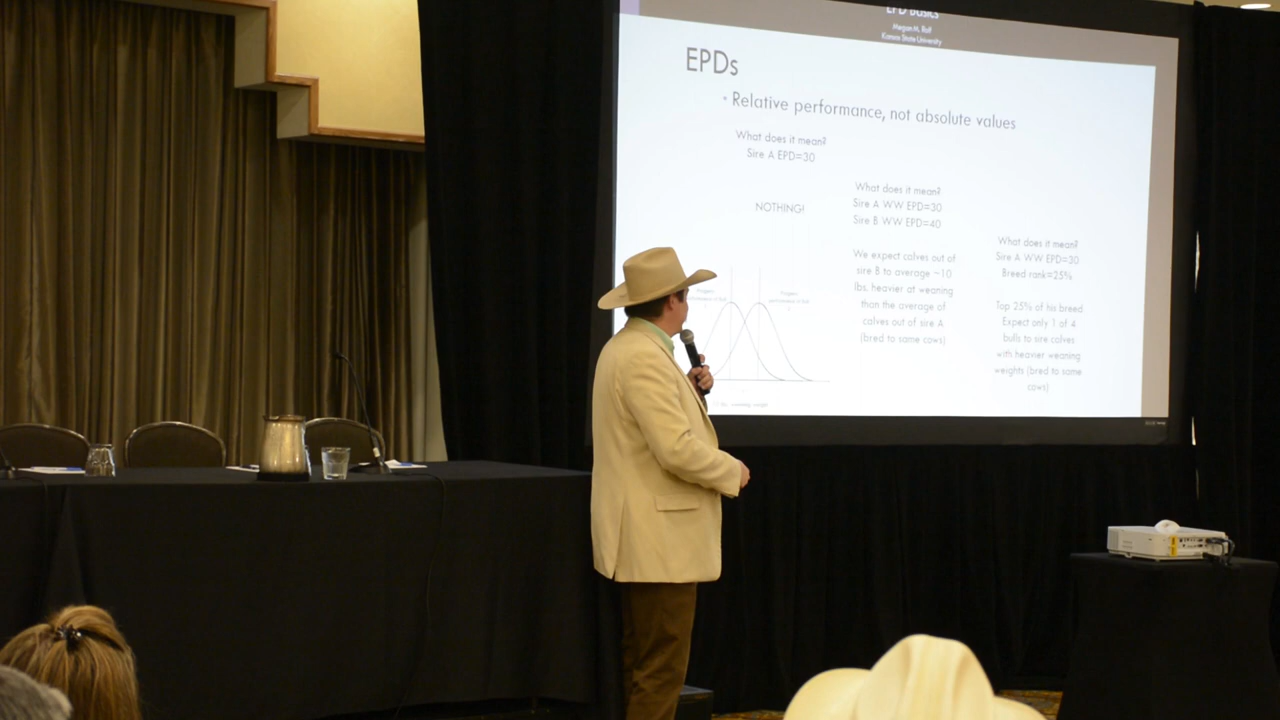 EPD Basics
Megan M. Rolf
Kansas State University
EPDs
• Relative performance, not absolute values
What does it mean?
Sire A EPD=30
NOTHING!
What does it mean?
Sire A WW EPD=30
Sire B WW EPD=40
We expect calves out of
sire B to average ~10
lbs. heavier at weaning
than the average of
calves out of sire A
(bred to same cows)
What does it mean?
Sire A WW EPD=30
Breed rank=25%
Top 25% of his breed
Expect only 1 of 4
bulls to sire calves
with heavier weaning
weights (bred to same
cows)